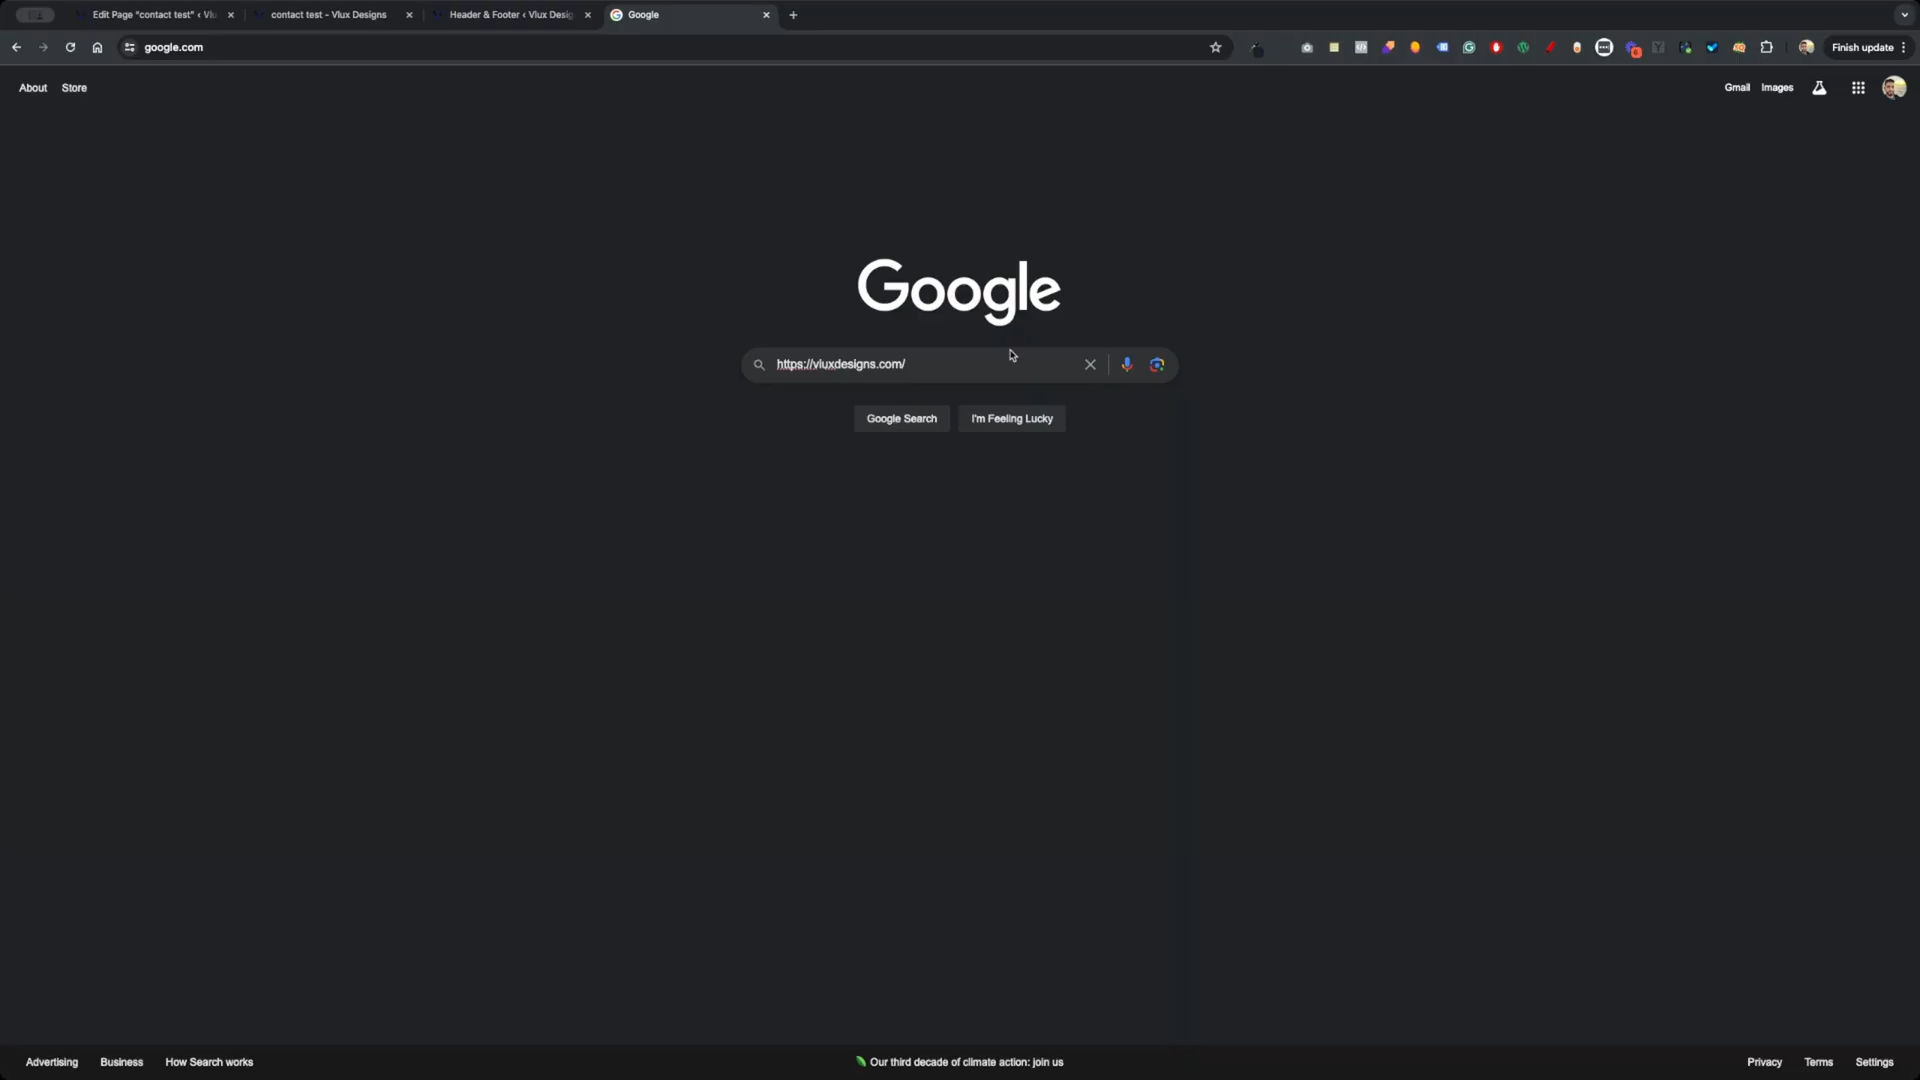 Edit Page "contact test" ‹ Vlu
contact test - Vlux Designs
Header & Footer ‹ Vlux Desig
Google
google.com
Finish update
About
Store
Gmail
Images
Google
https://vluxdesigns.com/
Google Search
I'm Feeling Lucky
Advertising
Business
How Search works
Our third decade of climate action: join us
Privacy
Terms
Settings